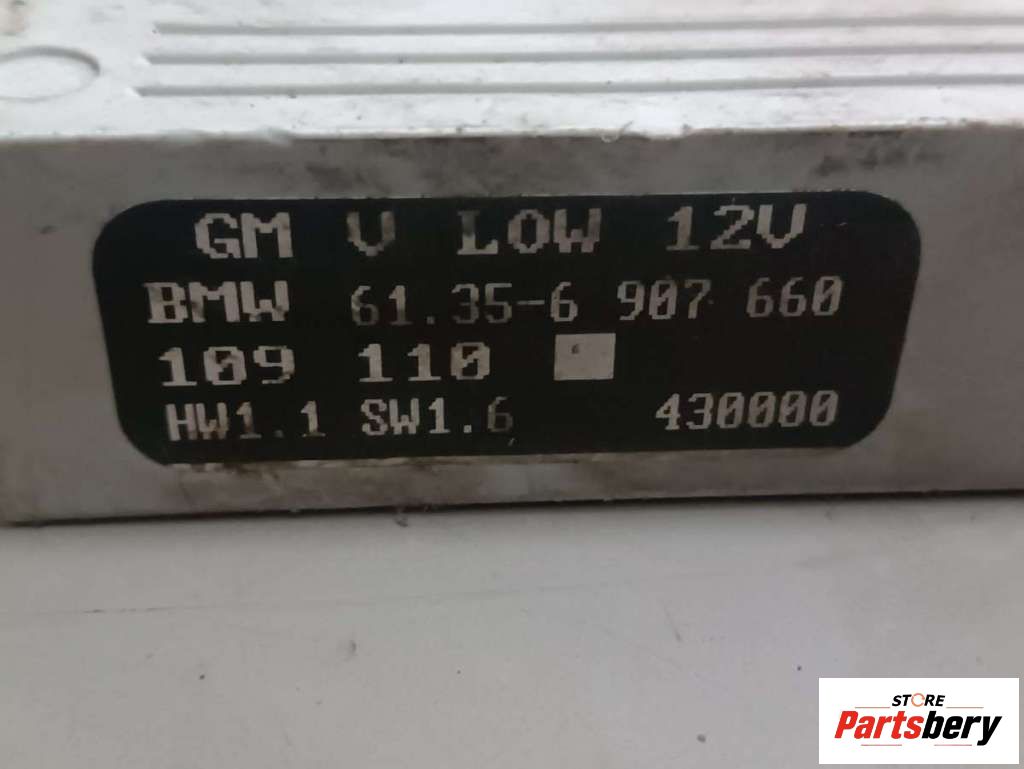 GM V LOW 12V
BMW 61.35-6 907 660
109 110
HW1.1 SW1.6 430000
STORE
Partsbery